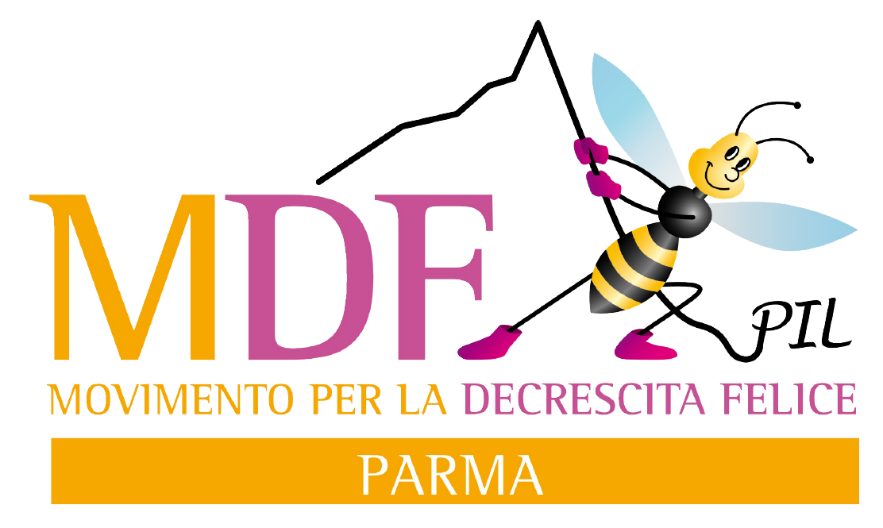 MDF
PIL
MOVIMENTO PER LA DECRESCITA FELICE
PARMA